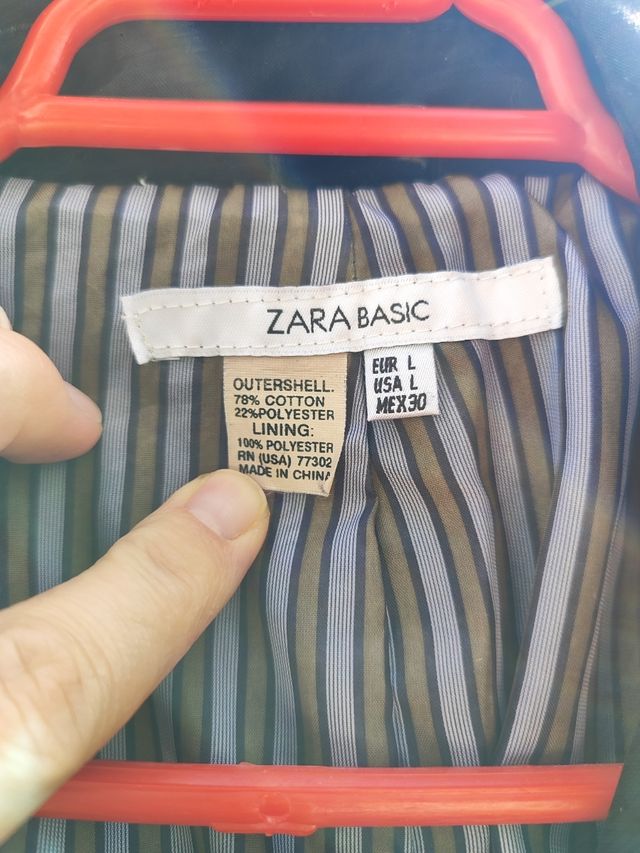 ZARA BASIC
OUTERSHELL.
78% COTTON
22%POLYESTER
LINING:
100% POLYESTER
RN (USA) 77302
MADE IN CHINA
EUR L
USA L
MEX30